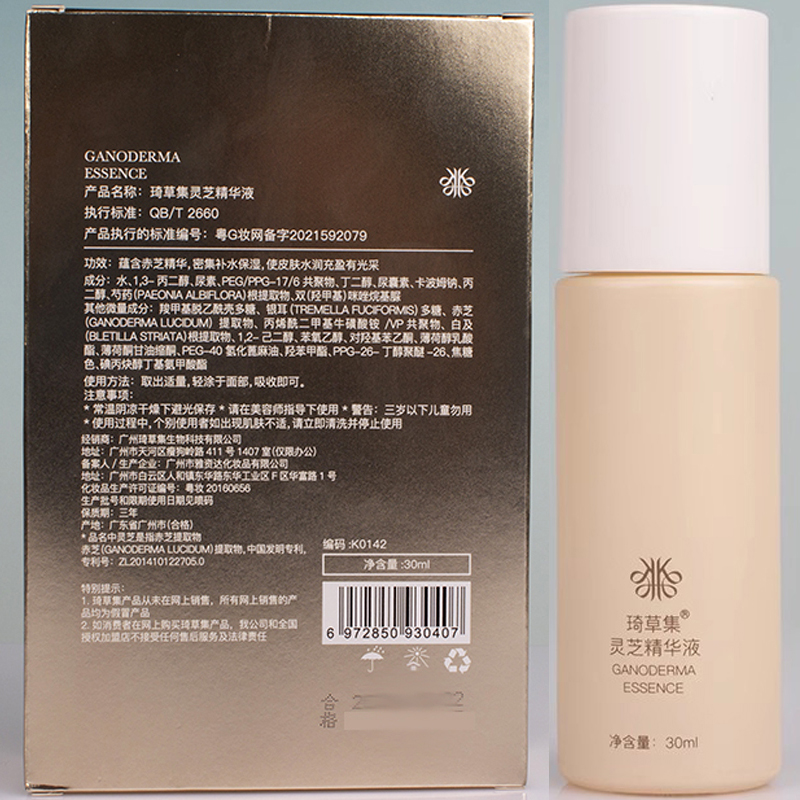 GANODERMA
ESSENCE
产品名称：琦草集灵芝精华液
执行标准：QB/T 2660
产品执行的标准编号：粤G妆网备字2021592079
功效：蕴含赤芝精华,密集补水保湿,使皮肤水润充盈有光采
成分：水、1,3-丙二醇、尿素、PEG/PPG-17/6 共聚物、丁二醇、尿囊素、卡波姆钠、丙
二醇、芍药(PAEONIA ALBIFLORA)根提取物、双(羟甲基)咪唑烷基脲
其他微量成分：羧甲基脱乙酰壳多糖、银耳(TREMELLA FUCIFORMIS)多糖、赤芝
(GANODERMA LUCIDUM) 提取物、丙烯酰二甲基牛磺酸铵 /VP 共聚物、白及
(BLETILLA STRIATA)根提取物、1,2-己二醇、苯氧乙醇、对羟基苯乙酮、薄荷醇乳酸
酯、薄荷酮甘油缩酮、PEG-40 氢化蓖麻油、羟苯甲酯、PPG-26-丁醇聚醚-26、焦糖
色、碘丙炔醇丁基氨甲酸酯
使用方法：取出适量,轻涂于面部,吸收即可。
注意事项：
* 常温阴凉干燥下避光保存 * 请在美容师指导下使用 * 警告：三岁以下儿童勿用
* 使用过程中,个别使用者如出现肌肤不适,请立即清洗并停止使用
经销商：广州琦草集生物科技有限公司
地址：广州市天河区瘦狗岭路 411 号 1407 室(仅限办公)
备案人/生产企业：广州市雅资达化妆品有限公司
地址：广州市白云区人和镇东华路东华工业区 F 区华富路 1 号
化妆品生产许可证编号：粤妆 20160656
生产批号和限期使用日期见喷码
保质期：三年
产地：广东省广州市(合格)
*品名中灵芝是指赤芝提取物
赤芝(GANODERMA LUCIDUM)提取物,中国发明专利,
专利号：ZL201410122705.0
编码:K0142
净含量:30ml
特别提示：
1. 琦草集产品从未在网上销售，所有网上销售的产
品均为假冒产品
2. 如消费者在网上购买琦草集产品，我公司和全国
授权加盟店不接受任何售后服务及法律责任
6 972850 930407
合格
琦草集®
灵芝精华液
GANODERMA
ESSENCE
净含量：30ml